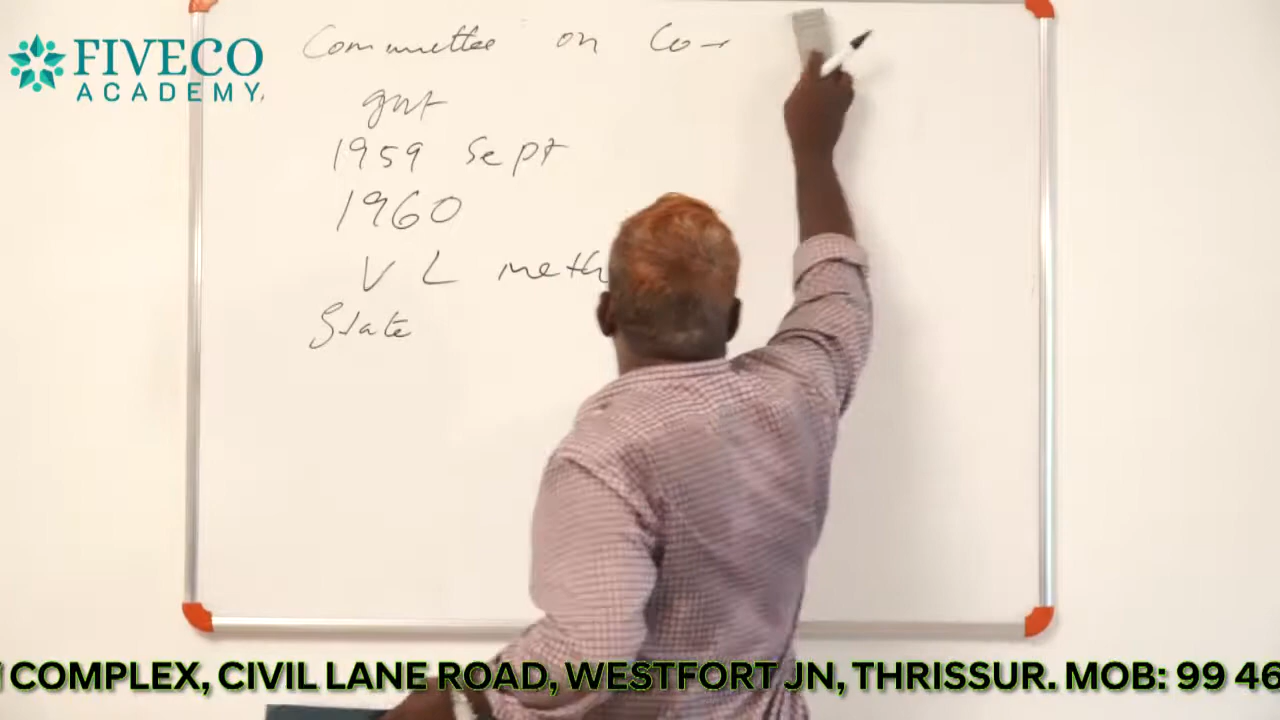 FIVECO
ACADEMY
Committee on Co-
gnt
1959 Sept
1960
V L meth
State
COMPLEX, CIVIL LANE ROAD, WESTFORT JN, THRISSUR. MOB: 99 46